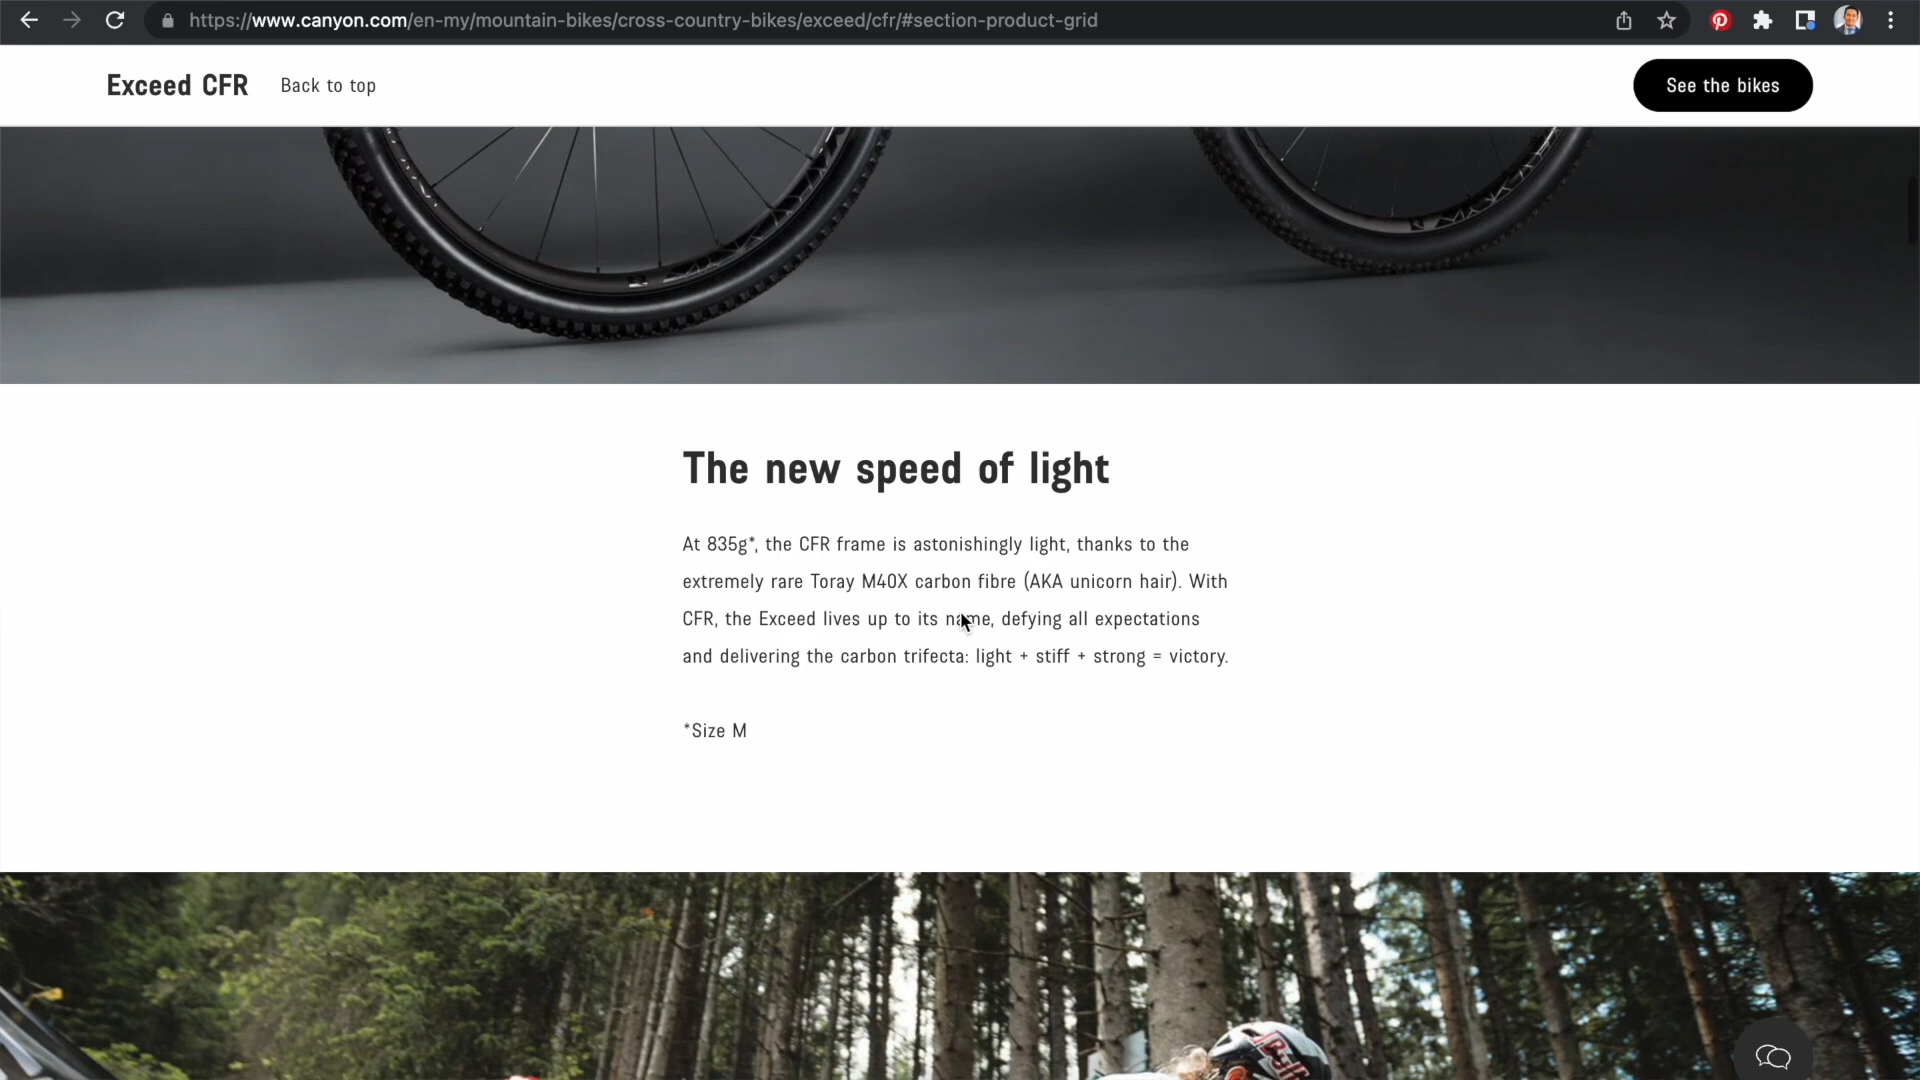 https://www.canyon.com/en-my/mountain-bikes/cross-country-bikes/exceed/cfr/#section-product-grid
Exceed CFR
Back to top
See the bikes
The new speed of light
At 835g*, the CFR frame is astonishingly light, thanks to the
extremely rare Toray M40X carbon fibre (AKA unicorn hair). With
CFR, the Exceed lives up to its name, defying all expectations
and delivering the carbon trifecta: light + stiff + strong = victory.
*Size M